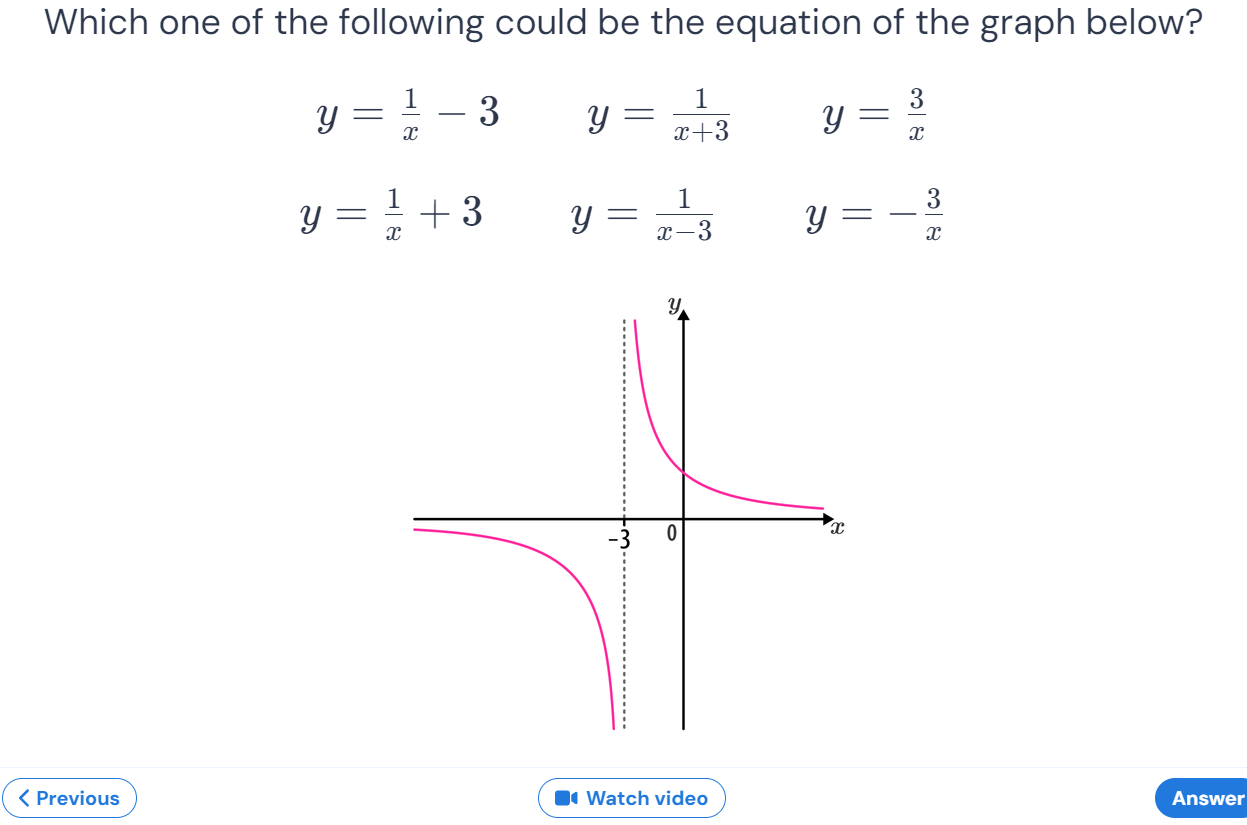 Which one of the following could be the equation of the graph below?
y = 1/x − 3 y = 1/(x+3) y = 3/x
y = 1/x + 3 y = 1/(x−3) y = −3/x
y
x
−3 0
Previous Watch video Answer